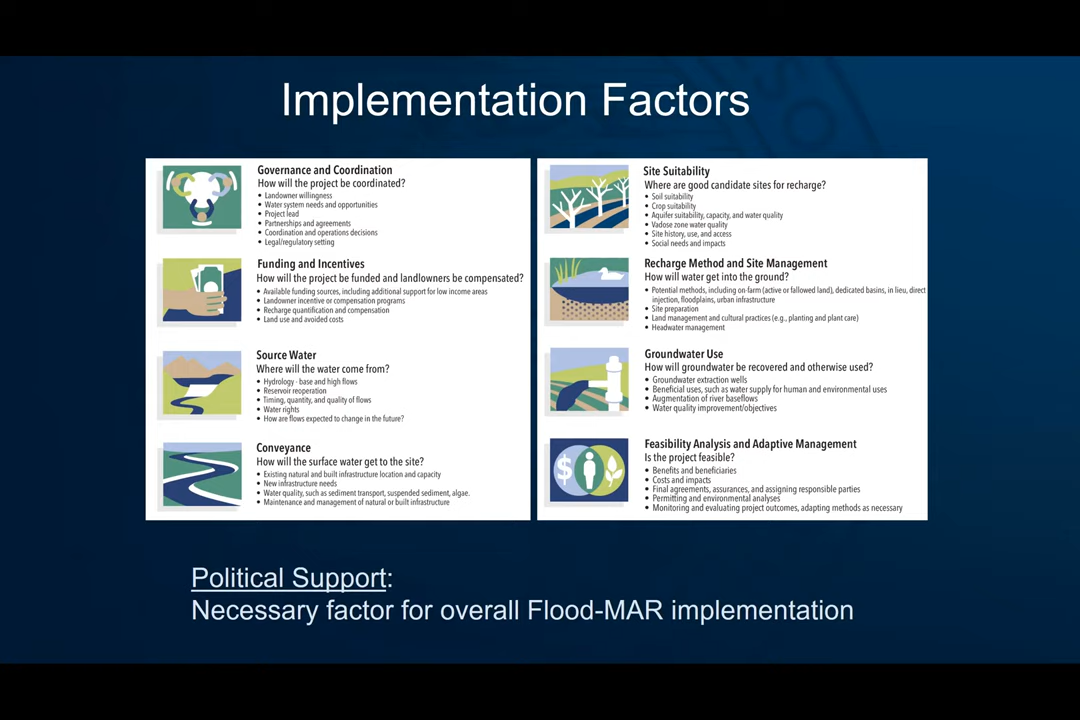 Implementation Factors
Governance and Coordination
How will the project be coordinated?
• Landowner willingness
• Water system needs and opportunities
• Project lead
• Partnerships and agreements
• Coordination and operations decisions
• Legal/regulatory setting
Funding and Incentives
How will the project be funded and landowners be compensated?
• Available funding sources, including additional support for low income areas
• Landowner incentive or compensation programs
• Recharge quantification and compensation
• Land use and avoided costs
Source Water
Where will the water come from?
• Hydrology - base and high flows
• Reservoir reoperation
• Timing, quantity, and quality of flows
• Water rights
• How are flows expected to change in the future?
Conveyance
How will the surface water get to the site?
• Existing natural and built infrastructure location and capacity
• New infrastructure needs
• Water quality, such as sediment transport, suspended sediment, algae.
• Maintenance and management of natural or built infrastructure
Site Suitability
Where are good candidate sites for recharge?
• Soil suitability
• Crop suitability
• Aquifer suitability, capacity, and water quality
• Vadose zone water quality
• Site history, use, and access
• Social needs and impacts
Recharge Method and Site Management
How will water get into the ground?
• Potential methods, including on-farm (active or fallowed land), dedicated basins, in lieu, direct
injection, floodplains, urban infrastructure
• Site preparation
• Land management and cultural practices (e.g., planting and plant care)
• Headwater management
Groundwater Use
How will groundwater be recovered and otherwise used?
• Groundwater extraction wells
• Beneficial uses, such as water supply for human and environmental uses
• Augmentation of river baseflows
• Water quality improvement/objectives
$
Feasibility Analysis and Adaptive Management
Is the project feasible?
• Benefits and beneficiaries
• Costs and impacts
• Final agreements, assurances, and assigning responsible parties
• Permitting and environmental analyses
• Monitoring and evaluating project outcomes, adapting methods as necessary
Political Support:
Necessary factor for overall Flood-MAR implementation